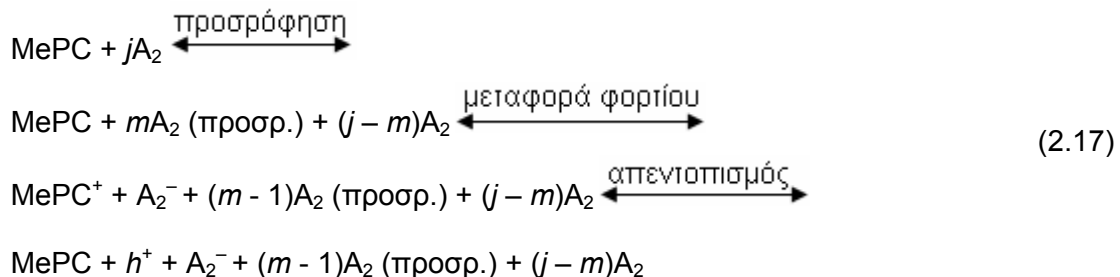 MePC + jA₂ ⟷ προσρόφηση
MePC + mA₂ (προσρ.) + (j – m)A₂ ⟷ μεταφορά φορτίου
(2.17)
MePC⁺ + A₂⁻ + (m - 1)A₂ (προσρ.) + (j – m)A₂ ⟷ απεντοπισμός
MePC + h⁺ + A₂⁻ + (m - 1)A₂ (προσρ.) + (j – m)A₂